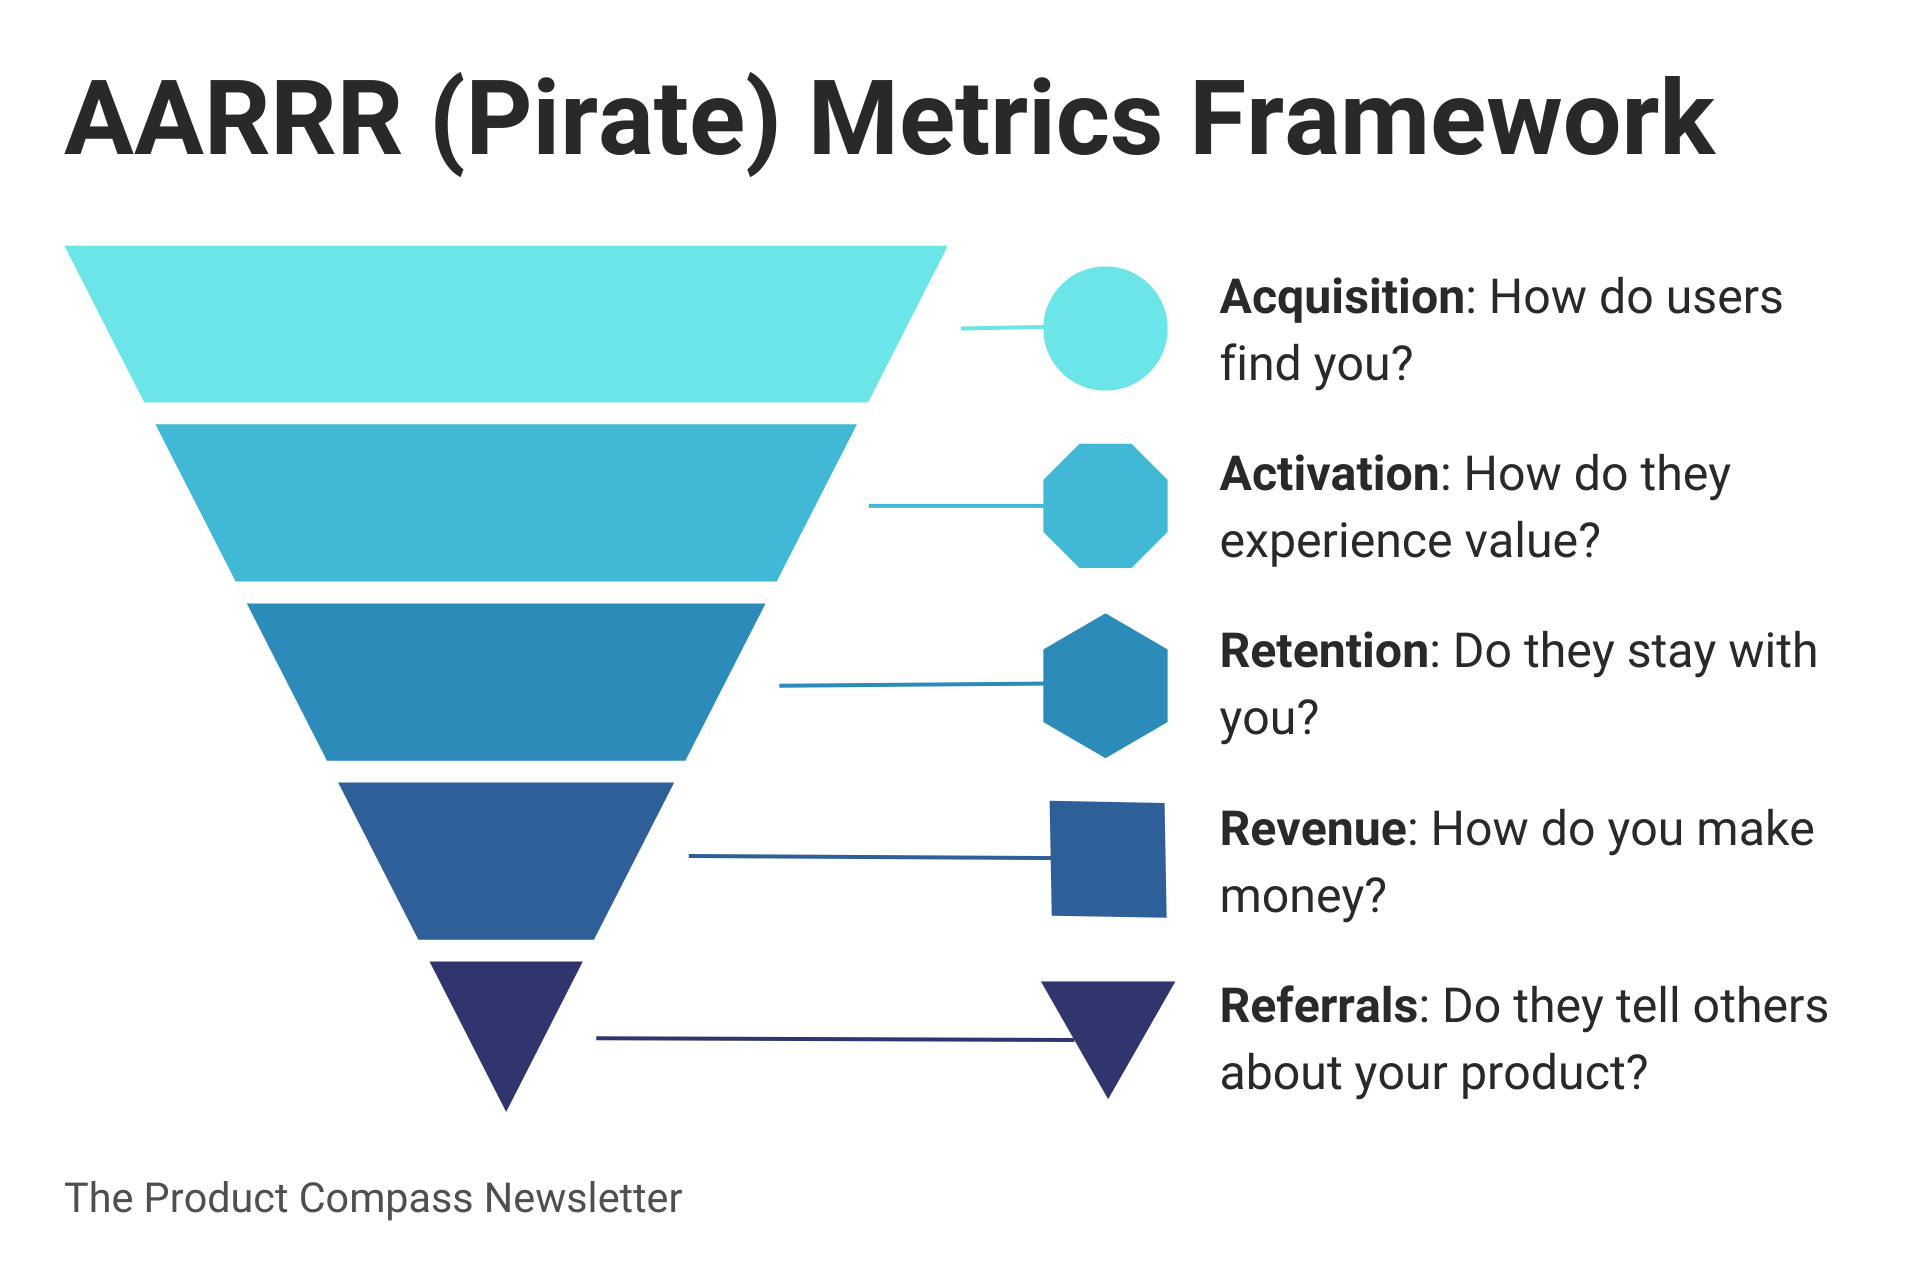 AARRR (Pirate) Metrics Framework
Acquisition: How do users
find you?
Activation: How do they
experience value?
Retention: Do they stay with
you?
Revenue: How do you make
money?
Referrals: Do they tell others
about your product?
The Product Compass Newsletter